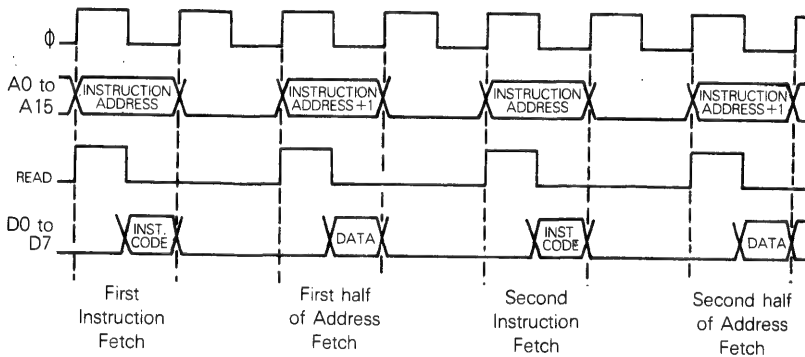 ϕ
A0 to
A15
INSTRUCTION
ADDRESS
INSTRUCTION
ADDRESS+1
INSTRUCTION
ADDRESS
INSTRUCTION
ADDRESS+1
READ
D0 to
D7
INST.
CODE
DATA
INST
CODE
DATA
First
Instruction
Fetch
First half
of Address
Fetch
Second
Instruction
Fetch
Second half
of Address
Fetch